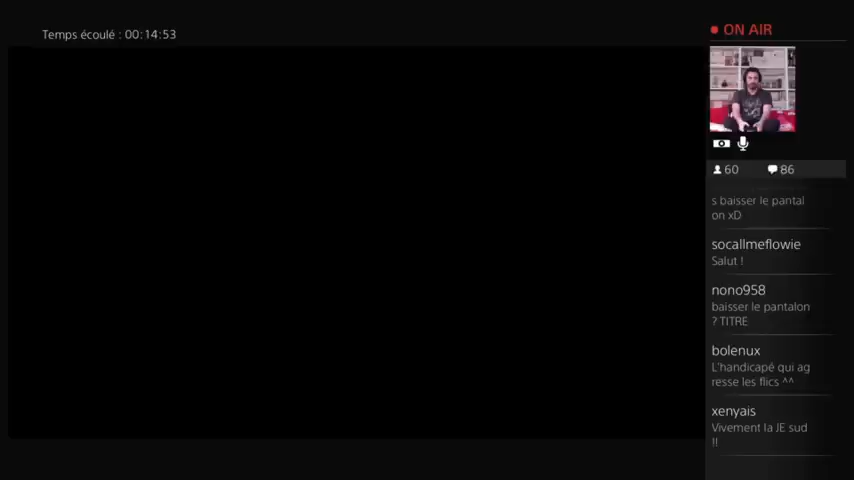 Temps écoulé : 00:14:53
ON AIR
60 86
s baisser le pantal
on xD
socallmeflowie
Salut !
nono958
baisser le pantalon
? TITRE
bolenux
L'handicapé qui ag
resse les flics ^^
xenyais
Vivement la JE sud
!!